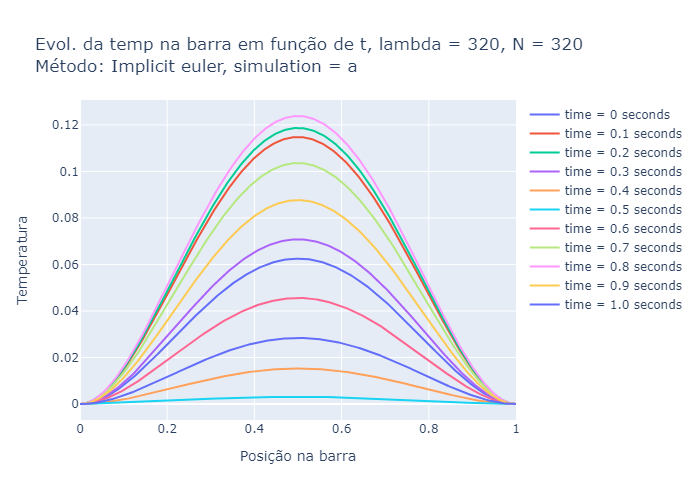 Evol. da temp na barra em função de t, lambda = 320, N = 320
Método: Implicit euler, simulation = a
time = 0 seconds
time = 0.1 seconds
time = 0.2 seconds
time = 0.3 seconds
time = 0.4 seconds
time = 0.5 seconds
time = 0.6 seconds
time = 0.7 seconds
time = 0.8 seconds
time = 0.9 seconds
time = 1.0 seconds
Temperatura
0.12
0.1
0.08
0.06
0.04
0.02
0
0 0.2 0.4 0.6 0.8 1
Posição na barra